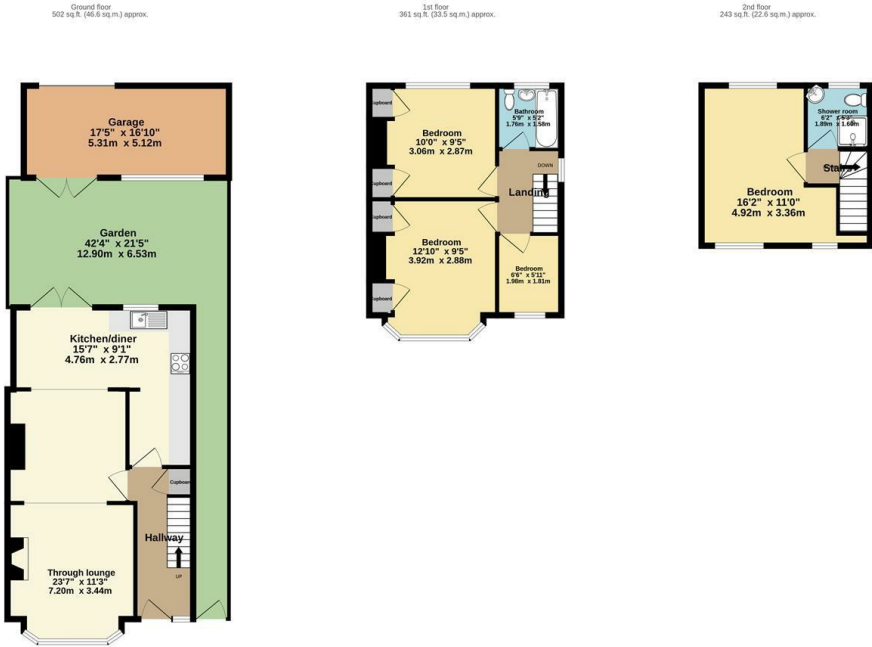 Ground floor
502 sq.ft. (46.6 sq.m.) approx.
Garage
17'5" x 16'10"
5.31m x 5.12m
Garden
42'4" x 21'5"
12.90m x 6.53m
Kitchen/diner
15'7" x 9'1"
4.76m x 2.77m
Cupboard
Hallway
UP
Through lounge
23'7" x 11'3"
7.20m x 3.44m
1st floor
361 sq.ft. (33.5 sq.m.) approx.
Cupboard
Bedroom
10'0" x 9'5"
3.06m x 2.87m
Bathroom
5'9" x 5'2"
1.76m x 1.58m
DOWN
Landing
Cupboard
Cupboard
Bedroom
12'10" x 9'5"
3.92m x 2.88m
Bedroom
6'6" x 5'11"
1.98m x 1.81m
Cupboard
2nd floor
243 sq.ft. (22.6 sq.m.) approx.
Shower room
6'2" x
1.89m x
Stairs
Bedroom
16'2" x 11'0"
4.92m x 3.36m